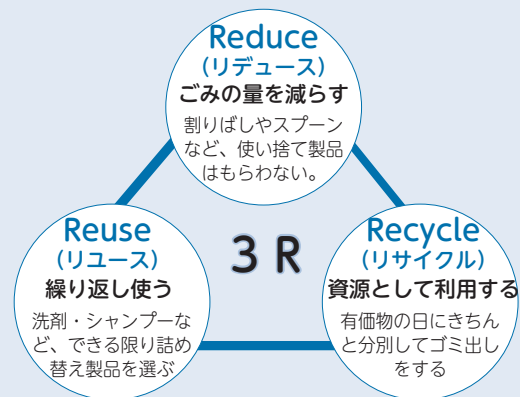 Reduce
(リデュース)
ごみの量を減らす
割りばしやスプーン
など、使い捨て製品
はもらわない。
3 R
Reuse
(リユース)
繰り返し使う
洗剤・シャンプーな
ど、できる限り詰め
替え製品を選ぶ
Recycle
(リサイクル)
資源として利用する
有価物の日にきちん
と分別してゴミ出し
をする